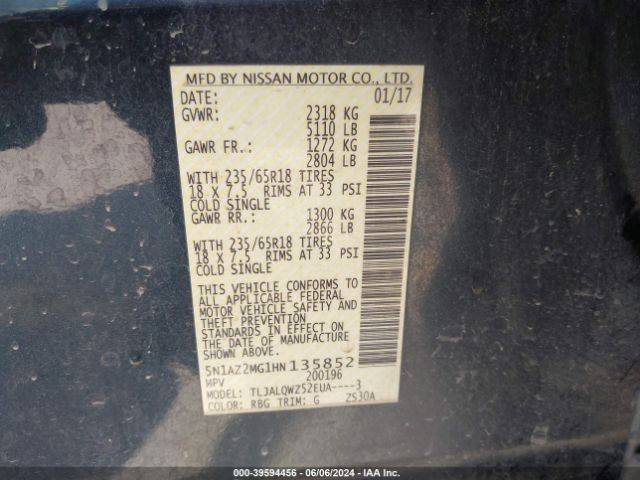 MFD BY NISSAN MOTOR CO., LTD.
DATE: 01/17
GVWR: 2318 KG
5110 LB
GAWR FR.: 1272 KG
2804 LB
WITH 235/65R18 TIRES
18 X 7.5 RIMS AT 33 PSI
COLD SINGLE
GAWR RR.: 1300 KG
2866 LB
WITH 235/65R18 TIRES
18 X 7.5 RIMS AT 33 PSI
COLD SINGLE
THIS VEHICLE CONFORMS TO
ALL APPLICABLE FEDERAL
MOTOR VEHICLE SAFETY AND
THEFT PREVENTION
STANDARDS IN EFFECT ON
THE DATE OF MANUFACTURE
SHOWN ABOVE.
5N1AZ2MG1HN135852
MPV 200196
MODEL: TLJALQWZ52EUA----3
COLOR: RBG TRIM: G ZS30A
000-39594456 - 06/06/2024 - IAA Inc.